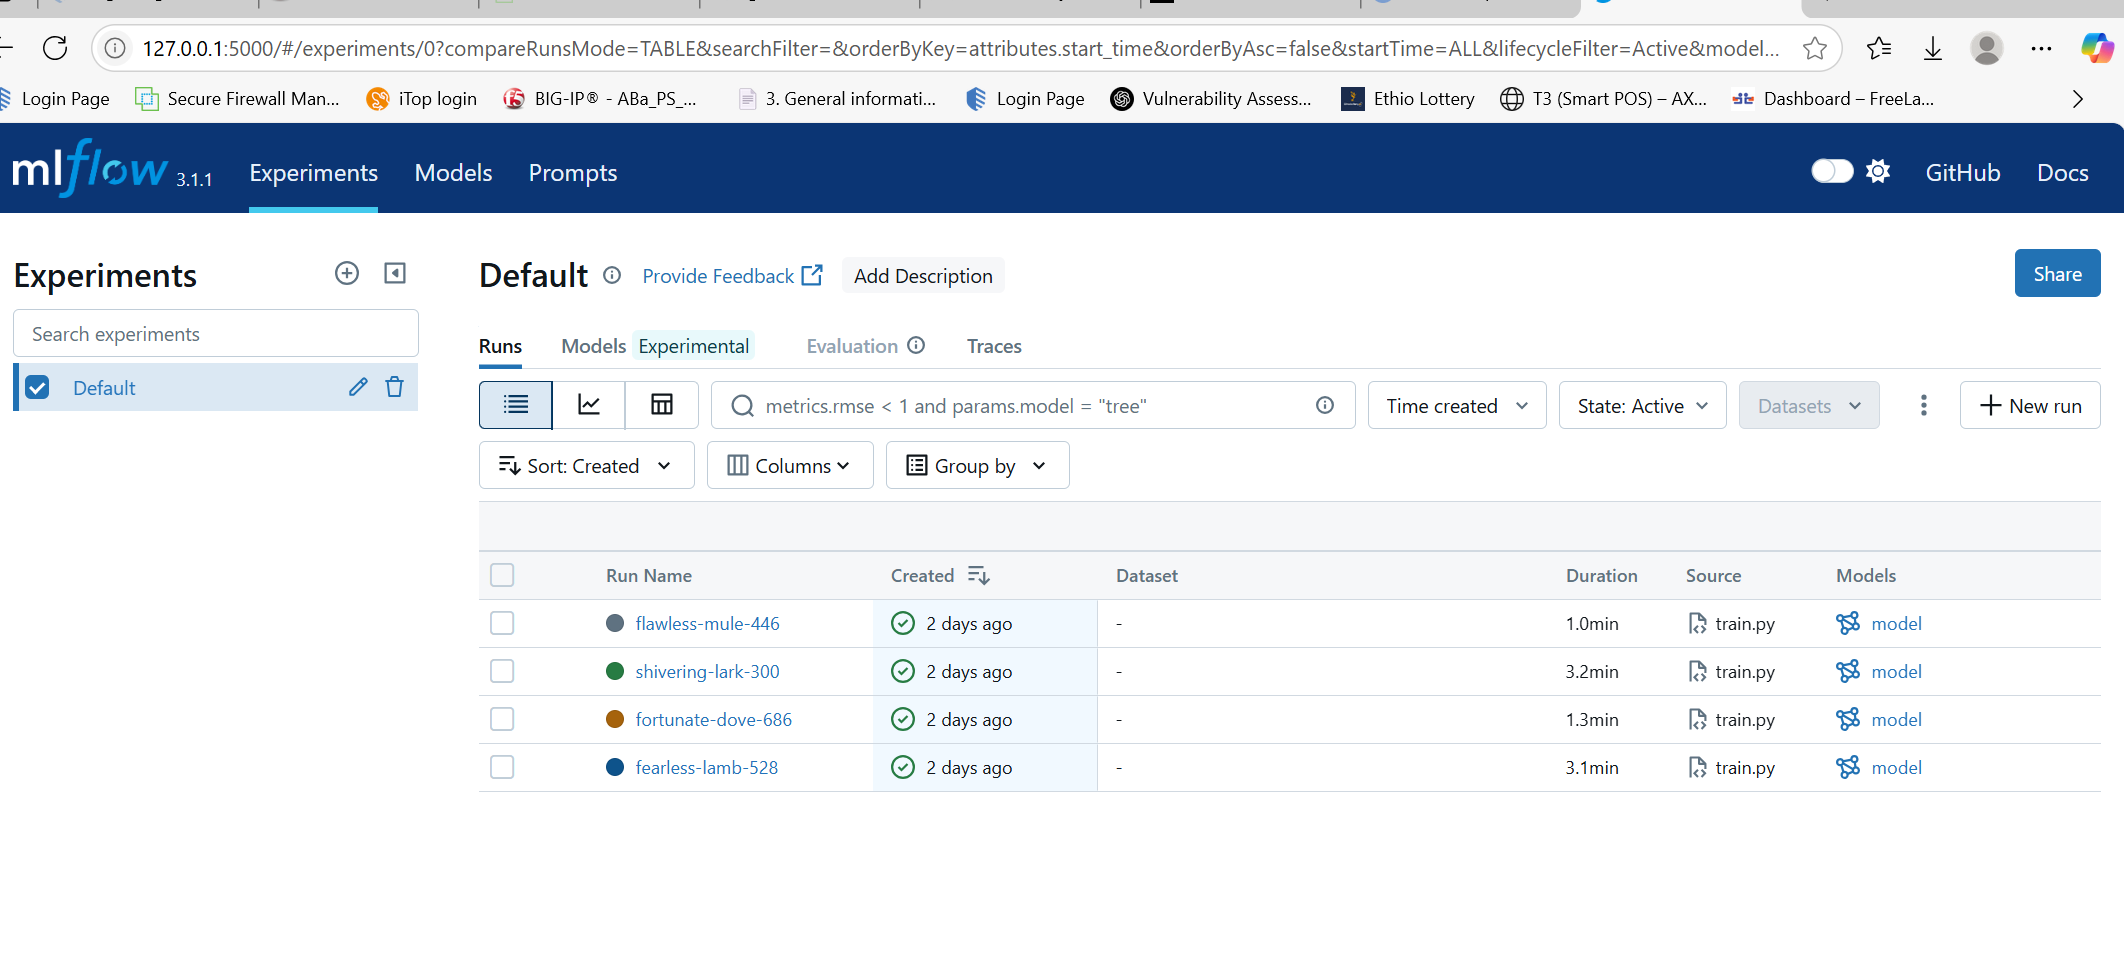 127.0.0.1:5000/#/experiments/0?compareRunsMode=TABLE&searchFilter=&orderByKey=attributes.start_time&orderByAsc=false&startTime=ALL&lifecycleFilter=Active&model...
Login Page Secure Firewall Man... iTop login BIG-IP® - ABa_PS_... 3. General informati... Login Page Vulnerability Assess... Ethio Lottery T3 (Smart POS) – AX... Dashboard – FreeLa...
mlflow 3.1.1 Experiments Models Prompts GitHub Docs
Experiments Default Provide Feedback Add Description Share
Search experiments
Runs Models Experimental Evaluation Traces
Default
metrics.rmse < 1 and params.model = "tree" Time created State: Active Datasets New run
Sort: Created Columns Group by
Run Name Created Dataset Duration Source Models
flawless-mule-446 2 days ago - 1.0min train.py model
shivering-lark-300 2 days ago - 3.2min train.py model
fortunate-dove-686 2 days ago - 1.3min train.py model
fearless-lamb-528 2 days ago - 3.1min train.py model